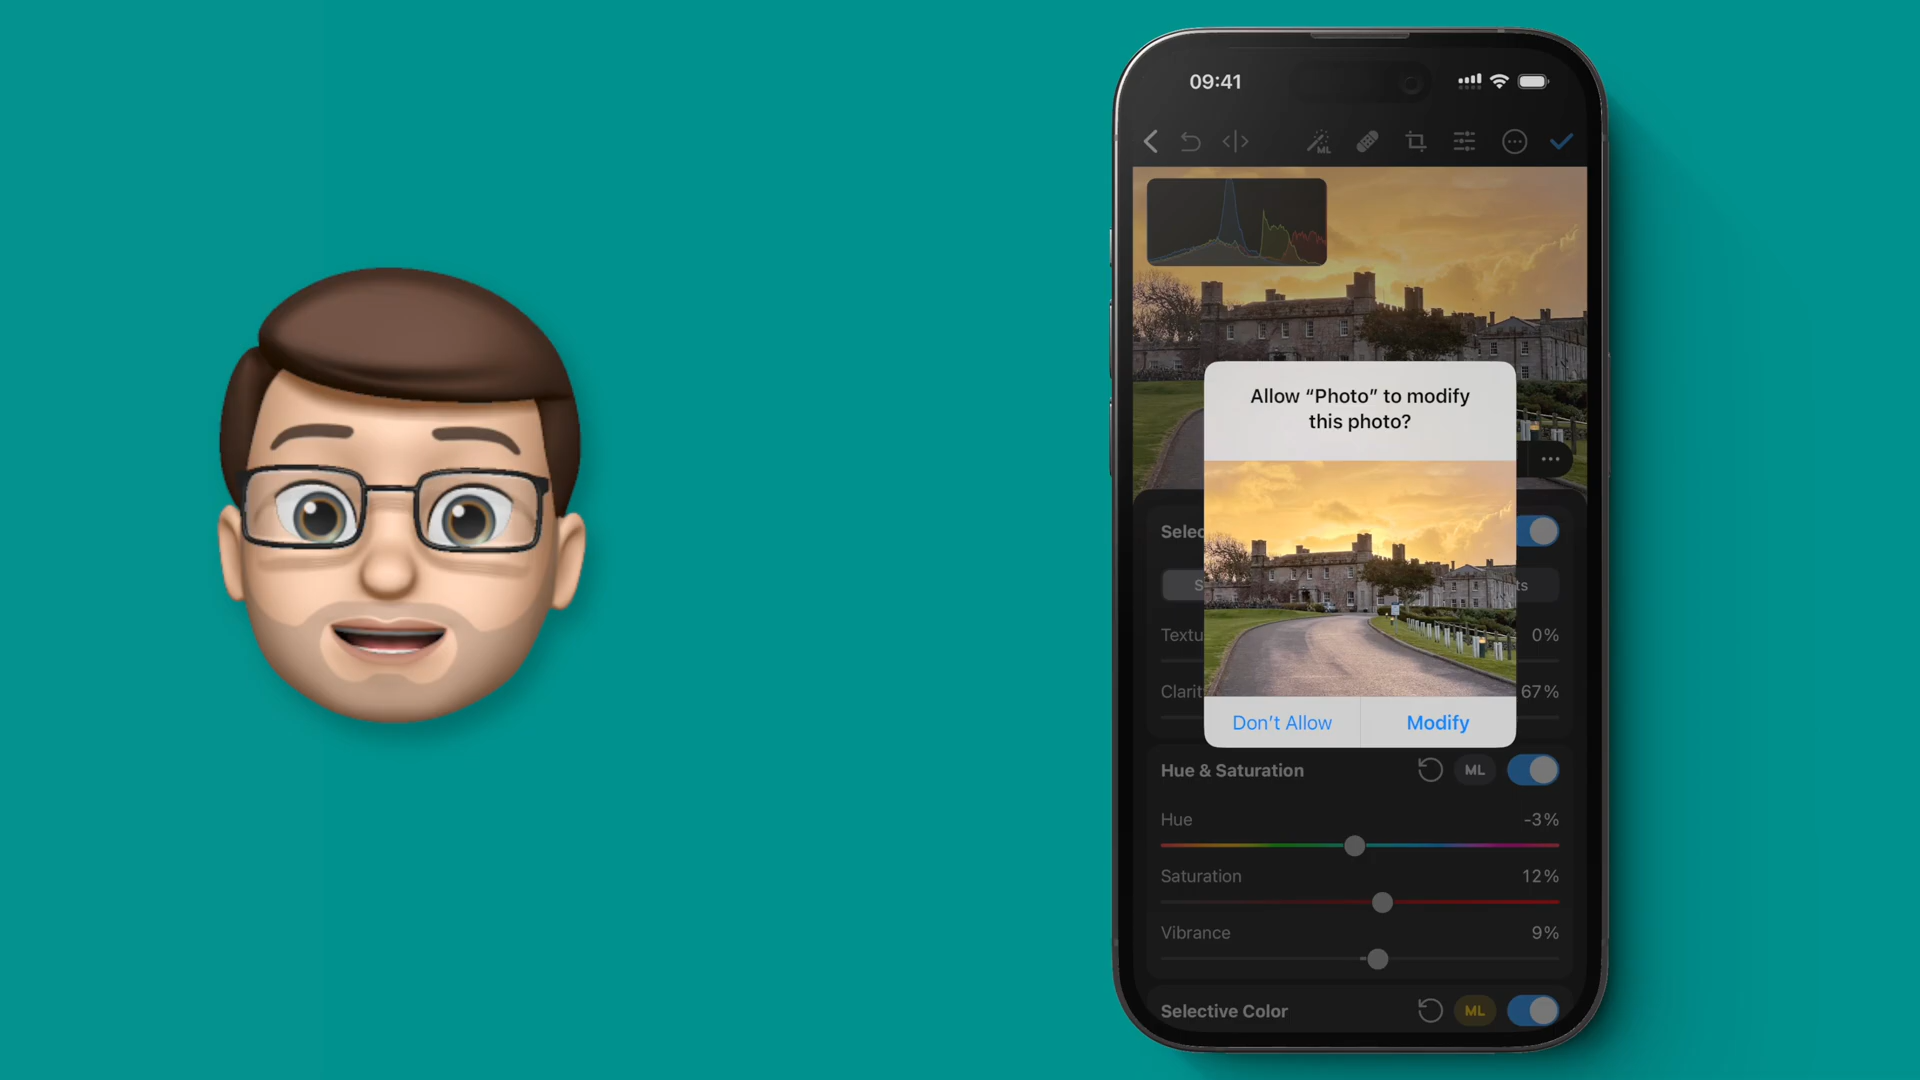 09:41
ML
Allow “Photo” to modify
this photo?
Textu 0%
Clarit 67%
Don’t Allow Modify
Hue & Saturation ML
Hue -3%
Saturation 12%
Vibrance 9%
Selective Color ML